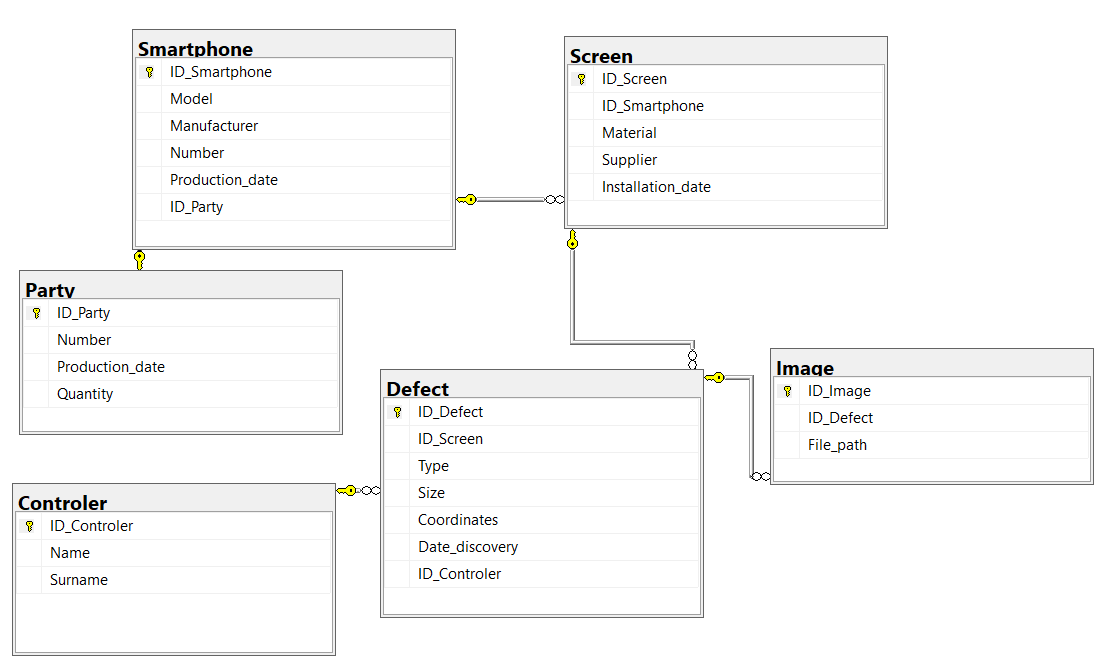 Smartphone
ID_Smartphone
Model
Manufacturer
Number
Production_date
ID_Party
Screen
ID_Screen
ID_Smartphone
Material
Supplier
Installation_date
Party
ID_Party
Number
Production_date
Quantity
Defect
ID_Defect
ID_Screen
Type
Size
Coordinates
Date_discovery
ID_Controler
Image
ID_Image
ID_Defect
File_path
Controler
ID_Controler
Name
Surname